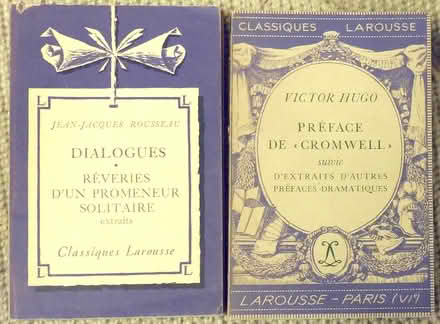 JEAN-JACQUES ROUSSEAU
DIALOGUES
•
RÊVERIES
D'UN PROMENEUR
SOLITAIRE
extraits
Classiques Larousse
CLASSIQUES LAROUSSE
VICTOR HUGO
PRÉFACE
DE «CROMWELL»
suivie
D'EXTRAITS D'AUTRES
PRÉFACES DRAMATIQUES
LAROUSSE - PARIS (VIe)